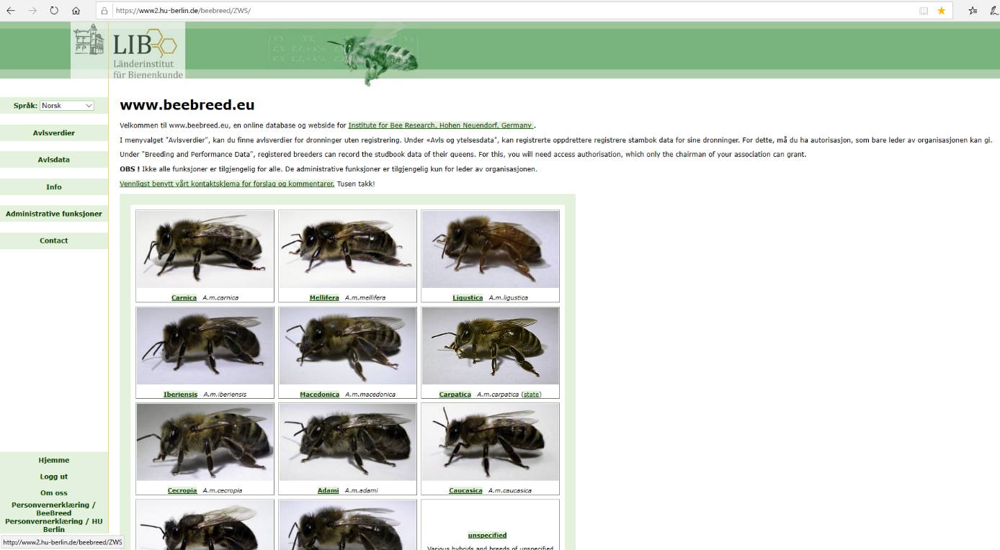 https://www2.hu-berlin.de/beebreed/ZWS/
LIB
Länderinstitut
für Bienenkunde
Språk: Norsk
Avlsverdier
Avlsdata
Info
Administrative funksjoner
Contact
Hjemme
Logg ut
Om oss
Personvernerklæring /
BeeBreed
Personvernerklæring / HU
Berlin
http://www2.hu-berlin.de/beebreed/ZWS
www.beebreed.eu
Velkommen til www.beebreed.eu, en online database og webside for Institute for Bee Research, Hohen Neuendorf, Germany .
I menyvalget "Avlsverdier", kan du finne avlsverdier for dronninger uten registrering. Under «Avls og ytelsesdata", kan registrerte oppdrettere registrere stambok data for sine dronninger. For dette, må du ha autorisasjon, som bare leder av organisasjonen kan gi.
Under "Breeding and Performance Data", registered breeders can record the studbook data of their queens. For this, you will need access authorisation, which only the chairman of your association can grant.
OBS ! Ikke alle funksjoner er tilgjengelig for alle. De administrative funksjoner er tilgjengelig kun for leder av organisasjonen.
Vennligst benytt vårt kontaktskjema for forslag og kommentarer. Tusen takk!
Carnica A.m.carnica
Mellifera A.m.mellifera
Ligustica A.m.ligustica
Iberiensis A.m.iberiensis
Macedonica A.m.macedonica
Carpatica A.m.carpatica (state)
Cecropia A.m.cecropia
Adami A.m.adami
Caucasica A.m.caucasica
unspecified
Various hybrids and breeds of unspecified